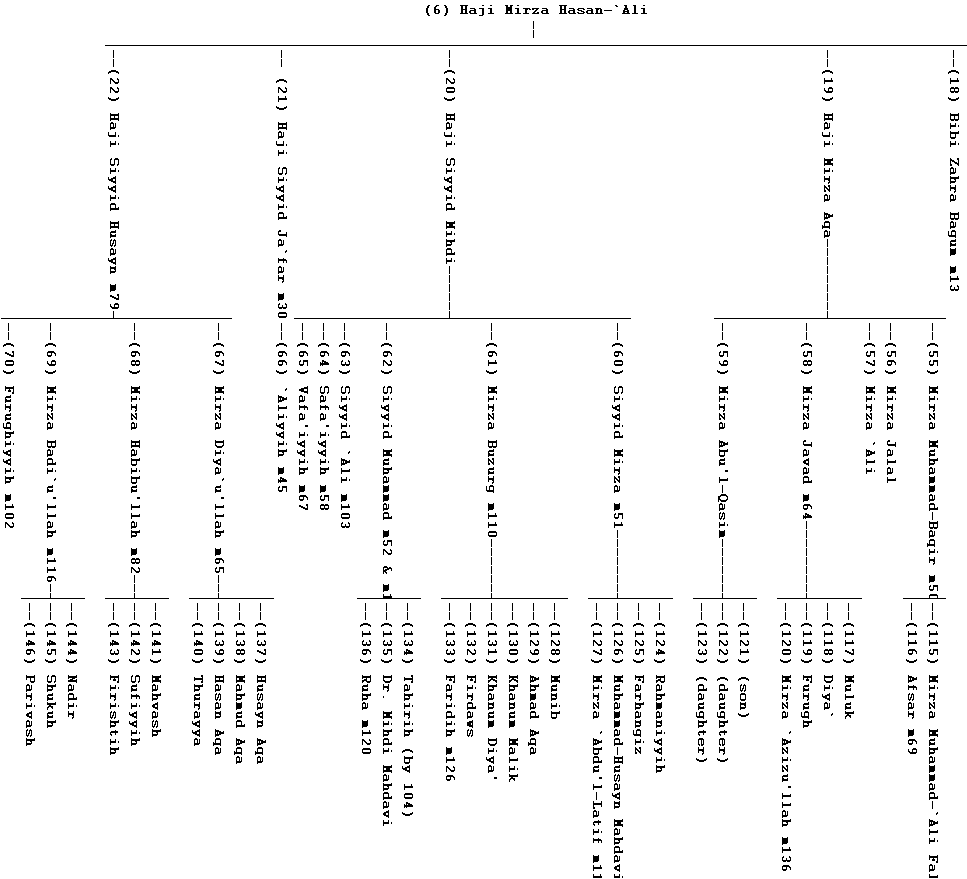 (6) Haji Mirza Hasan-`Ali
(18) Bibi Zahra Bagum m13
(19) Haji Mirza Aqa
(20) Haji Siyyid Mihdi
(21) Haji Siyyid Ja`far m30
(22) Haji Siyyid Husayn m79
(55) Mirza Muhammad-Baqir m50
(56) Mirza Jalal
(57) Mirza `Ali
(58) Mirza Javad m64
(59) Mirza Abu'l-Qasim
(60) Siyyid Mirza m51
(61) Mirza Buzurg m110
(62) Siyyid Muhammad m52 & m1
(63) Siyyid `Ali m103
(64) Safa'iyyih m58
(65) Vafa'iyyih m67
(66) `Aliyyih m45
(67) Mirza Diya`u'llah m65
(68) Mirza Habibu'llah m82
(69) Mirza Badi`u'llah m116
(70) Furughiyyih m102
(115) Mirza Muhammad-`Ali Fal
(116) Afsar m69
(117) Muluk
(118) Diya`
(119) Furugh
(120) Mirza `Azizu'llah m136
(121) (son)
(122) (daughter)
(123) (daughter)
(124) Rahmaniyyih
(125) Farhangiz
(126) Muhammad-Husayn Mahdavi
(127) Mirza `Abdu'l-Latif m11
(128) Munib
(129) Ahmad Aqa
(130) Khanum Malik
(131) Khanum Diya'
(132) Firdaws
(133) Faridih m126
(134) Tahirih (by 104)
(135) Dr. Mihdi Mahdavi
(136) Ruha m120
(137) Husayn Aqa
(138) Mahmud Aqa
(139) Hasan Aqa
(140) Thurayya
(141) Mahvash
(142) Sufiyyih
(143) Firishtih
(144) Nadir
(145) Shukuh
(146) Parivash